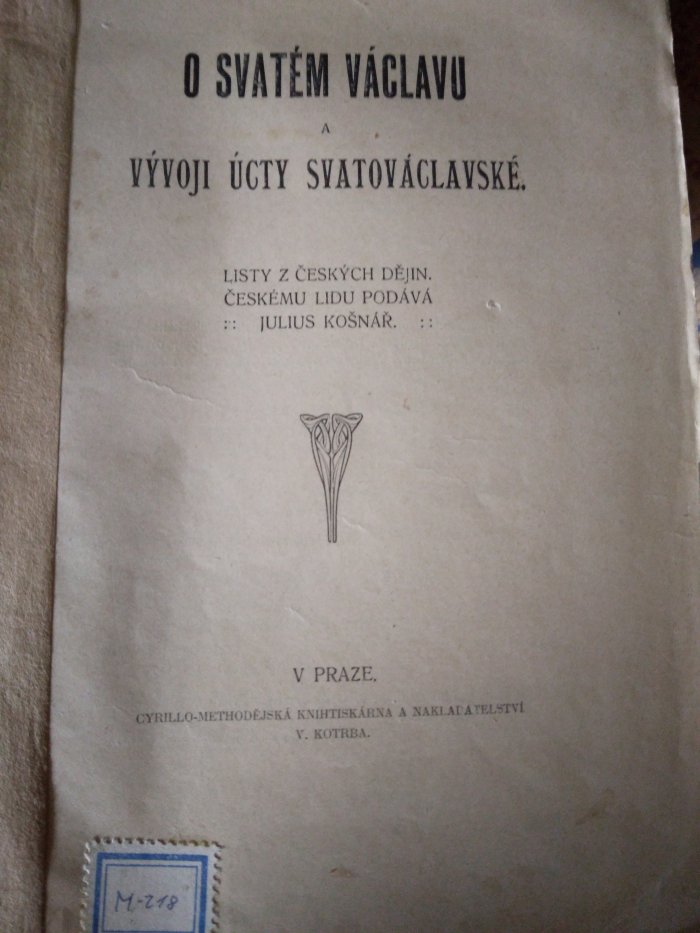 O SVATÉM VÁCLAVU
A
VÝVOJI ÚCTY SVATOVÁCLAVSKÉ.
LISTY Z ČESKÝCH DĚJIN.
ČESKÉMU LIDU PODÁVÁ
:: JULIUS KOŠNÁŘ. ::
V PRAZE.
CYRILLO-METHODĚJSKÁ KNIHTISKÁRNA A NAKLADATELSTVÍ
V. KOTRBA.
M-218